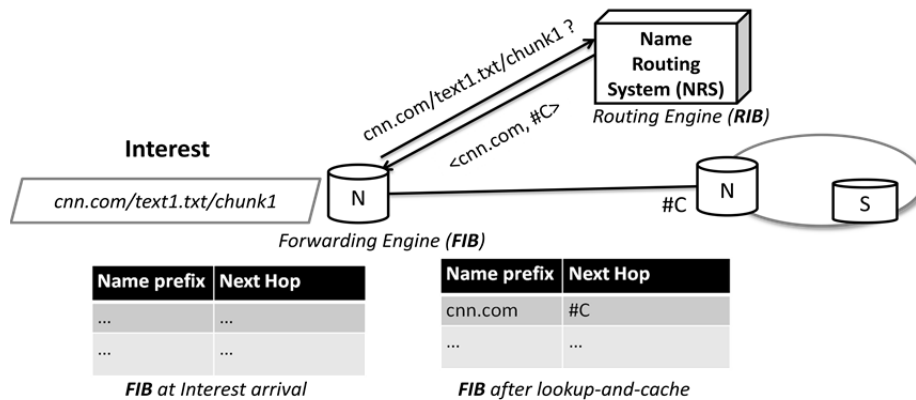 cnn.com/text1.txt/chunk1 ?
Name
Routing
System (NRS)
Routing Engine (RIB)
<cnn.com, #C>
Interest
cnn.com/text1.txt/chunk1
N
N
#C
S
Forwarding Engine (FIB)
Name prefix Next Hop
... ...
... ...
FIB at Interest arrival
Name prefix Next Hop
cnn.com #C
... ...
FIB after lookup-and-cache